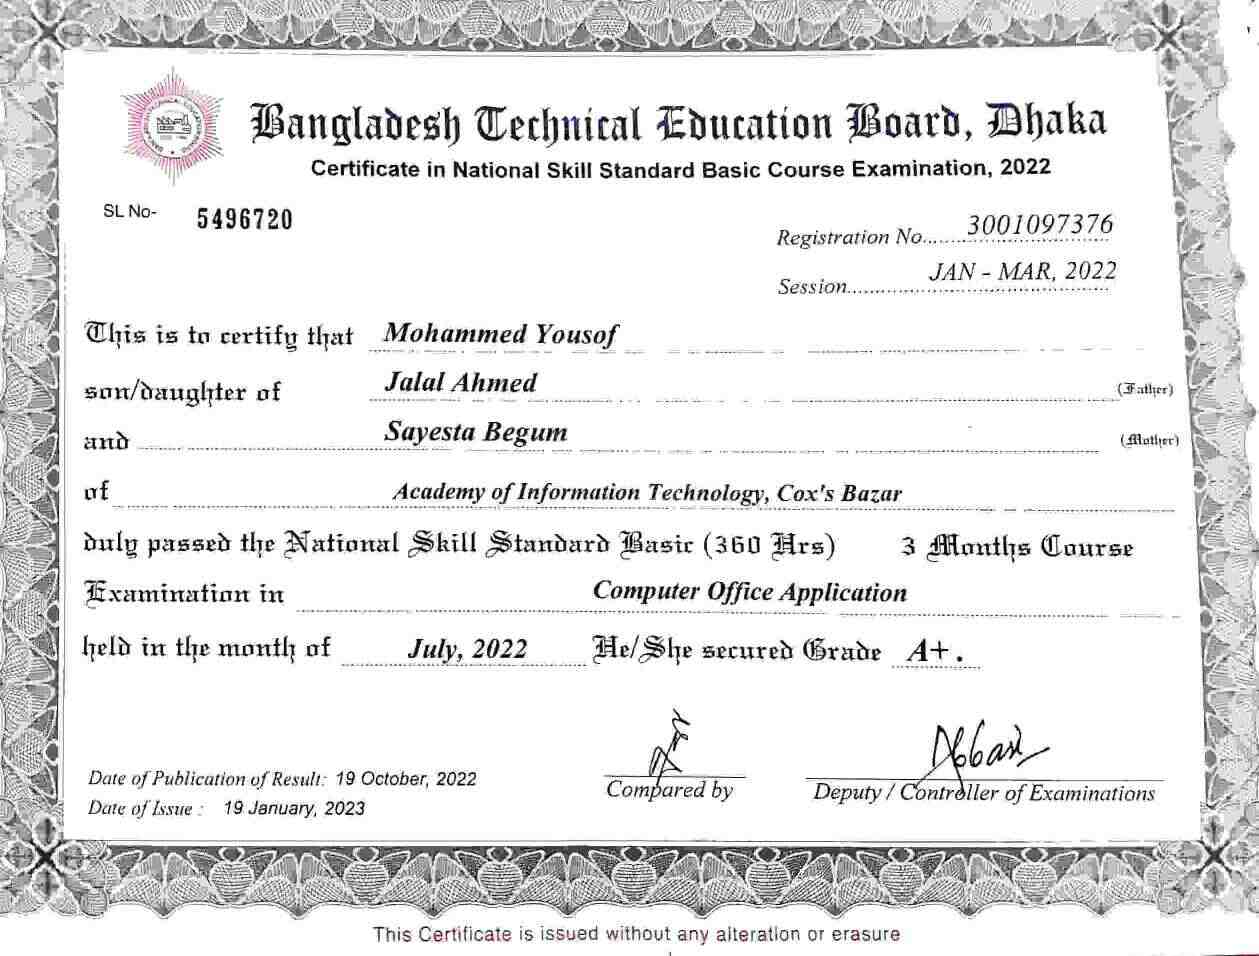 Bangladesh Technical Education Board, Dhaka
Certificate in National Skill Standard Basic Course Examination, 2022
SL No- 5496720
Registration No..... 3001097376
Session..... JAN - MAR, 2022
This is to certify that Mohammed Yousof
son/daughter of Jalal Ahmed (Father)
and Sayesta Begum (Mother)
of Academy of Information Technology, Cox's Bazar
duly passed the National Skill Standard Basic (360 Hrs) 3 Months Course
Examination in Computer Office Application
held in the month of July, 2022 He/She secured Grade A+.
Date of Publication of Result: 19 October, 2022
Date of Issue : 19 January, 2023
Compared by
Deputy / Controller of Examinations
This Certificate is issued without any alteration or erasure